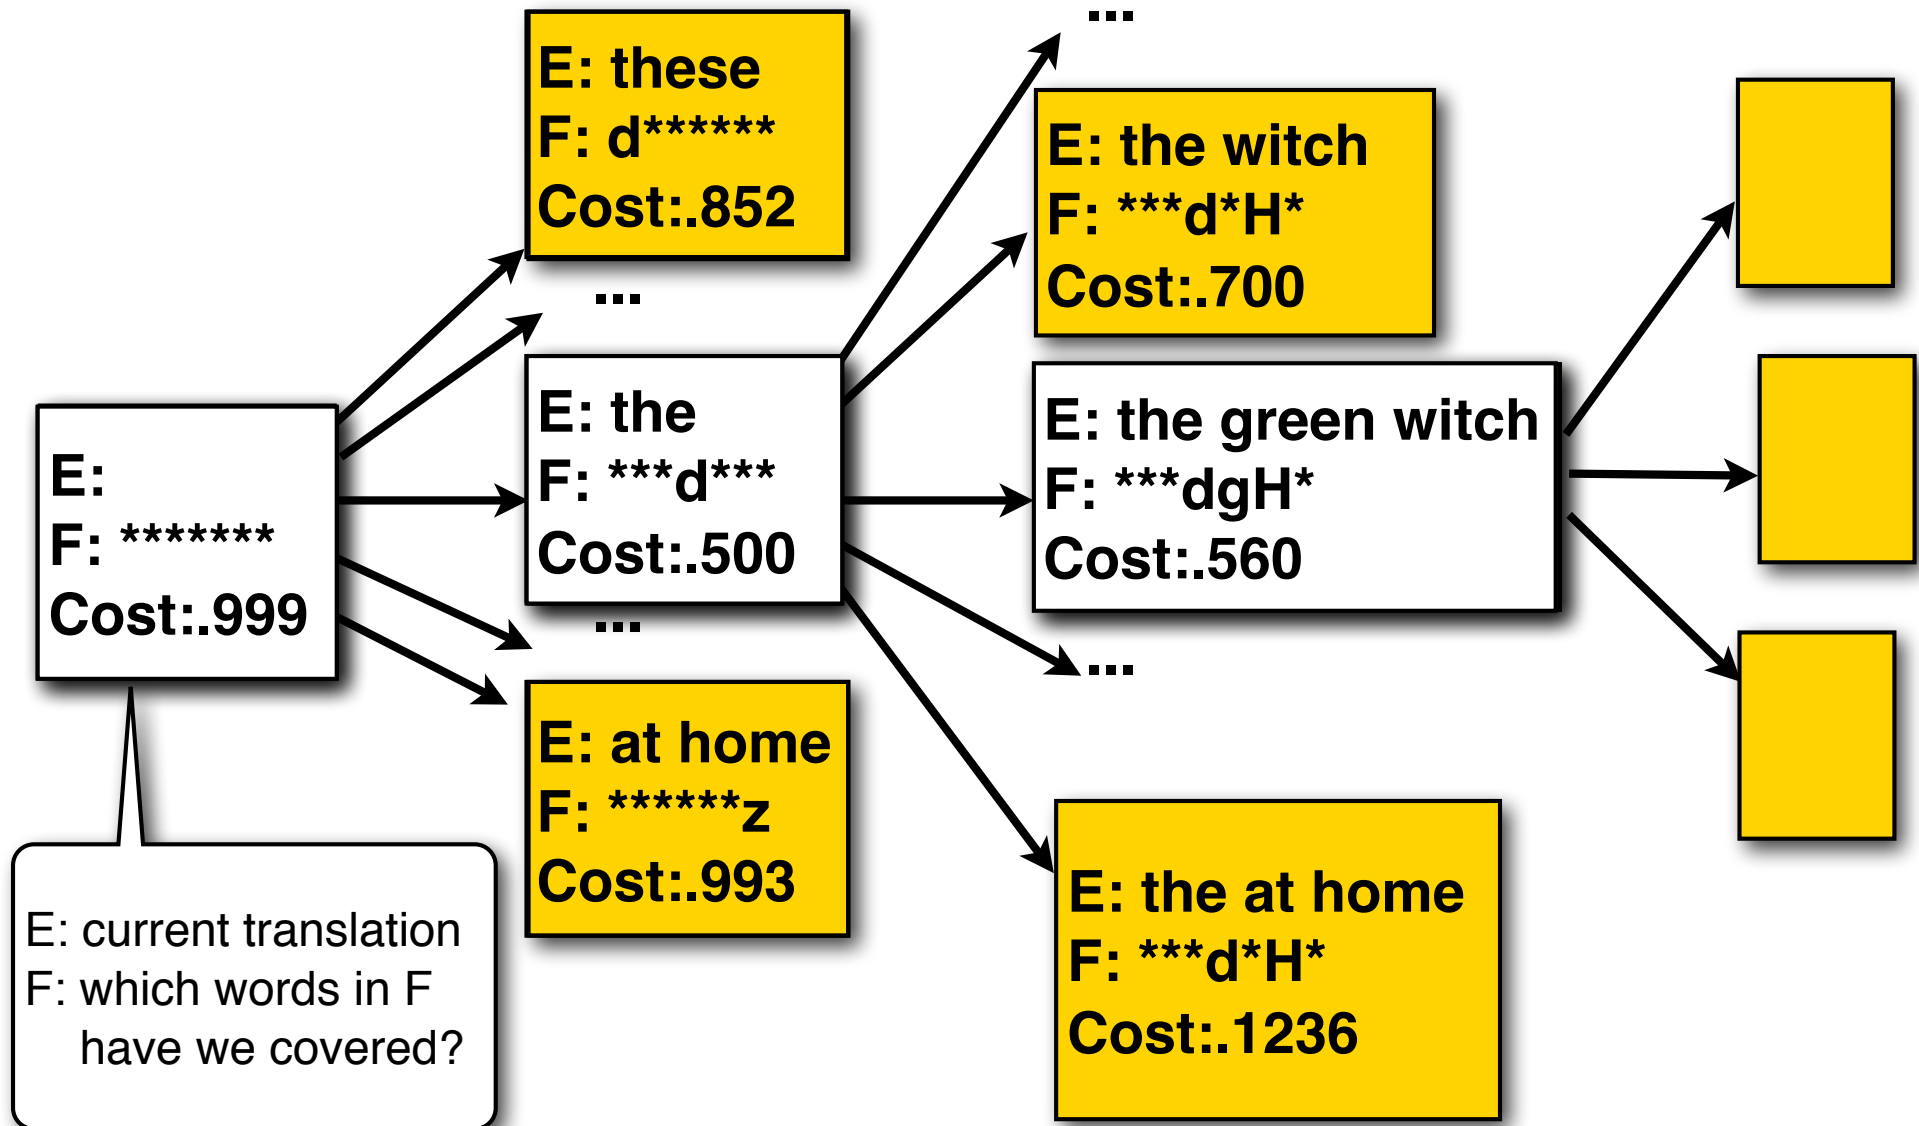 E:
F: *******
Cost:.999
E: current translation
F: which words in F
have we covered?
E: these
F: d******
Cost:.852
...
E: the
F: ***d***
Cost:.500
...
E: at home
F: ******z
Cost:.993
...
E: the witch
F: ***d*H*
Cost:.700
E: the green witch
F: ***dgH*
Cost:.560
...
E: the at home
F: ***d*H*
Cost:.1236